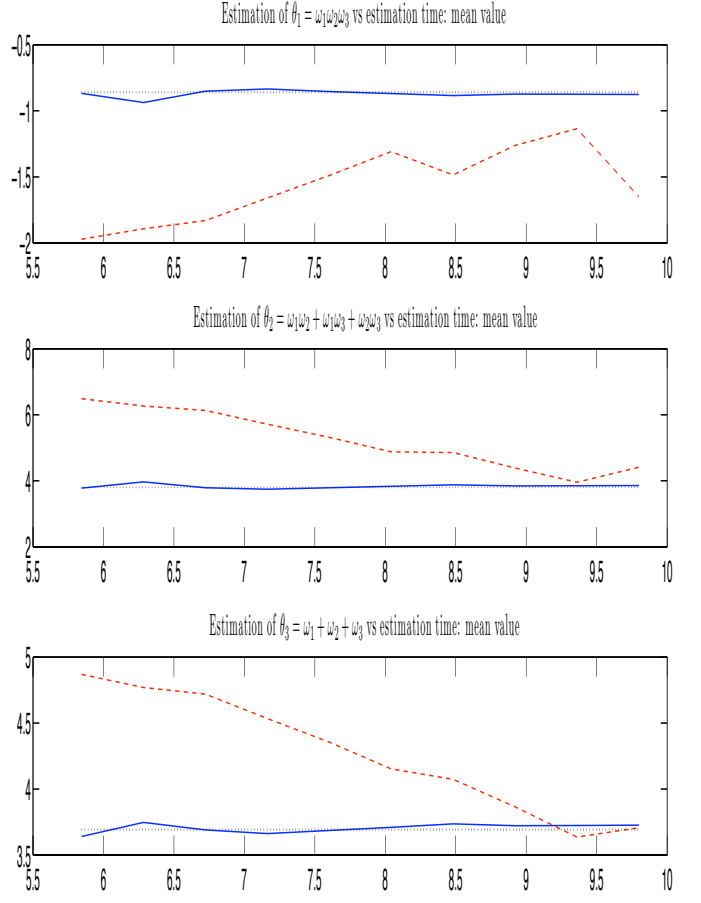 Estimation of θ₁ = ω₁ω₂ω₃ vs estimation time: mean value
−0.5
−1
−1.5
−2
5.5 6 6.5 7 7.5 8 8.5 9 9.5 10
Estimation of θ₂ = ω₁ω₂ + ω₁ω₃ + ω₂ω₃ vs estimation time: mean value
8
6
4
2
5.5 6 6.5 7 7.5 8 8.5 9 9.5 10
Estimation of θ₃ = ω₁ + ω₂ + ω₃ vs estimation time: mean value
5
4.5
4
3.5
5.5 6 6.5 7 7.5 8 8.5 9 9.5 10